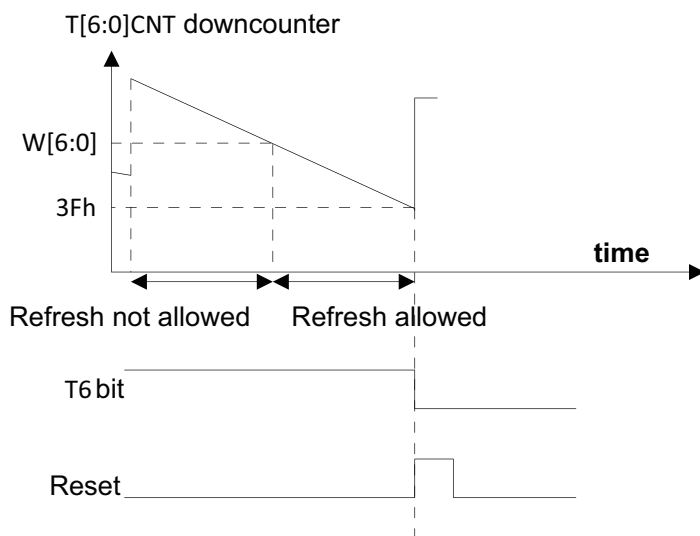 T[6:0]CNT downcounter
W[6:0]
3Fh
time
Refresh not allowed Refresh allowed
T6 bit
Reset